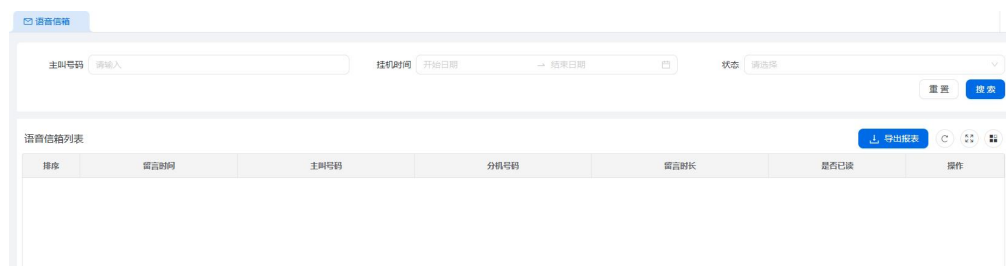 语音信箱
主叫号码 请输入 挂机时间 开始日期 → 结束日期 状态 请选择
重置 搜索
语音信箱列表 导出报表
排序 留言时间 主叫号码 分机号码 留言时长 是否已读 操作